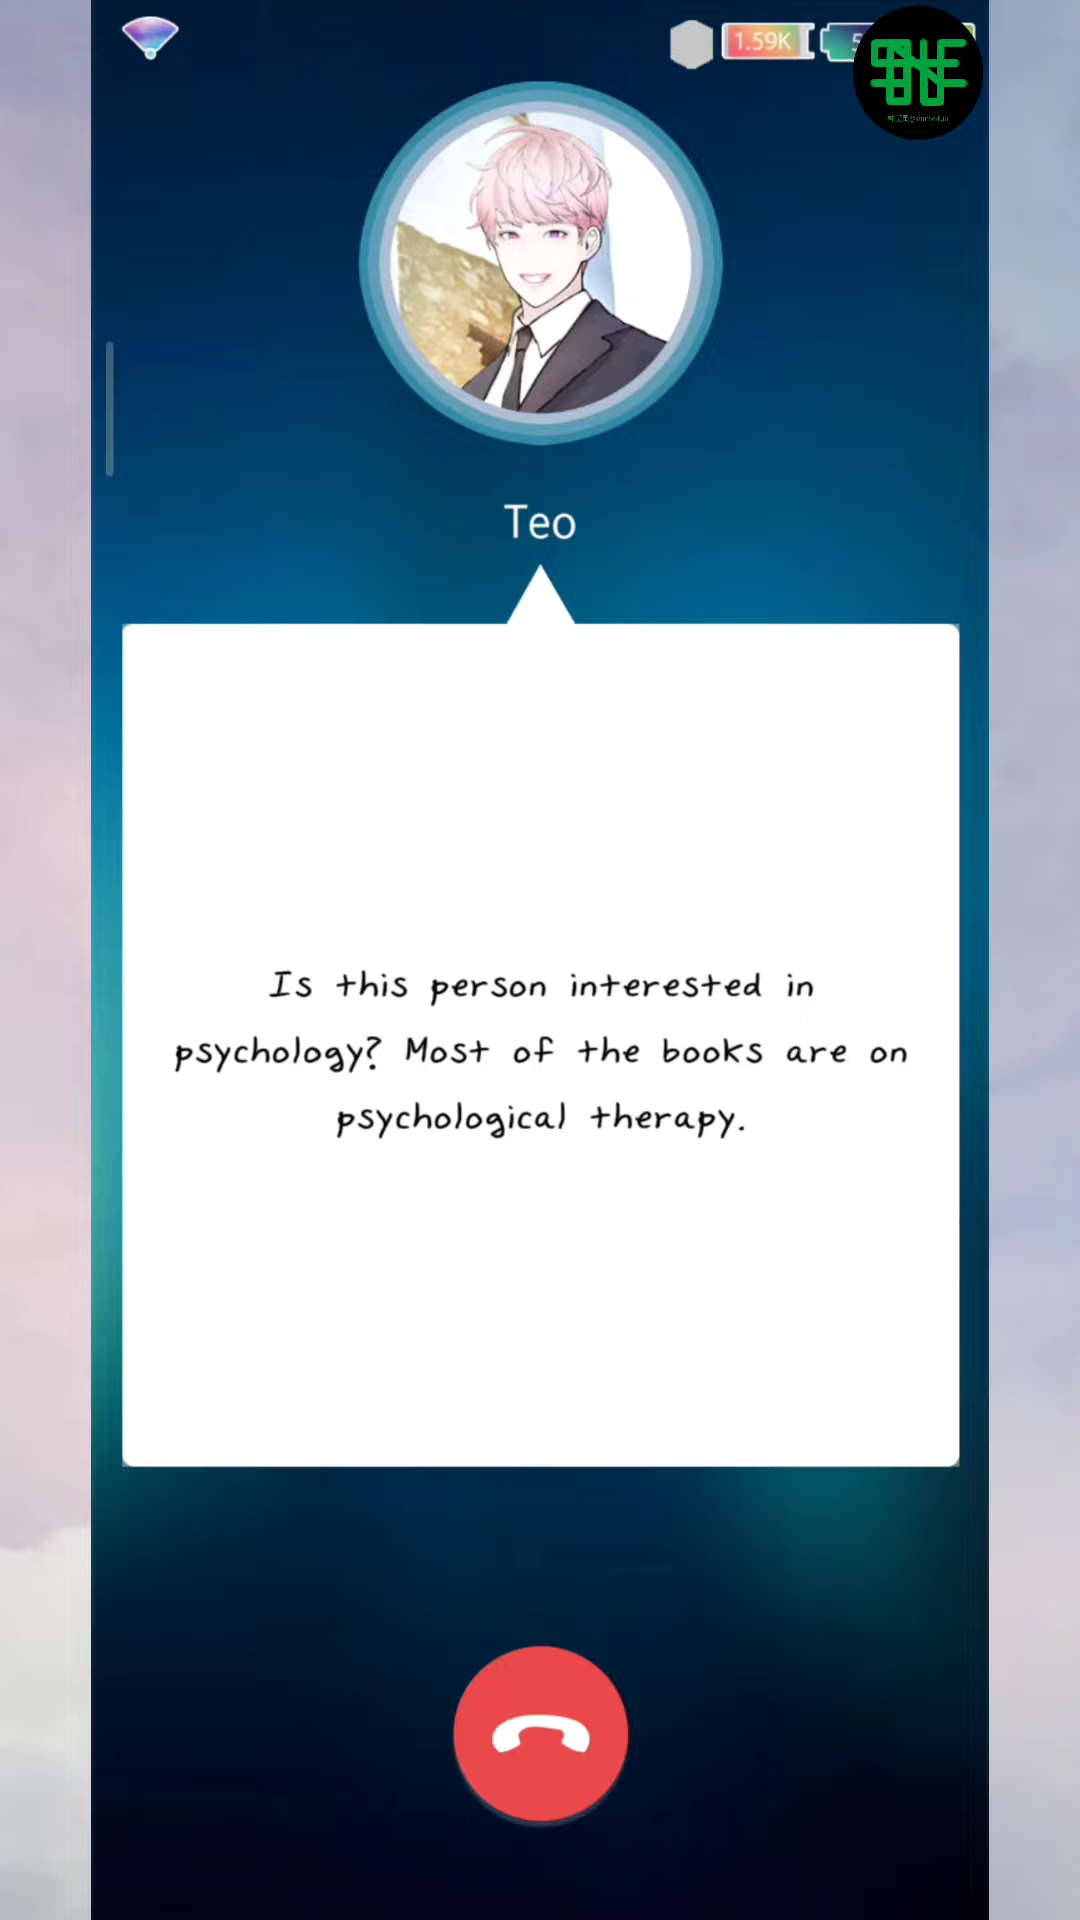 1.59K
Teo
Is this person interested in
psychology? Most of the books are on
psychological therapy.